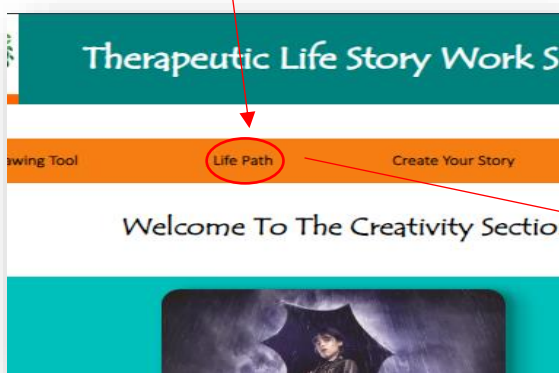 Therapeutic Life Story Work S
awing Tool Life Path Create Your Story
Welcome To The Creativity Sectio